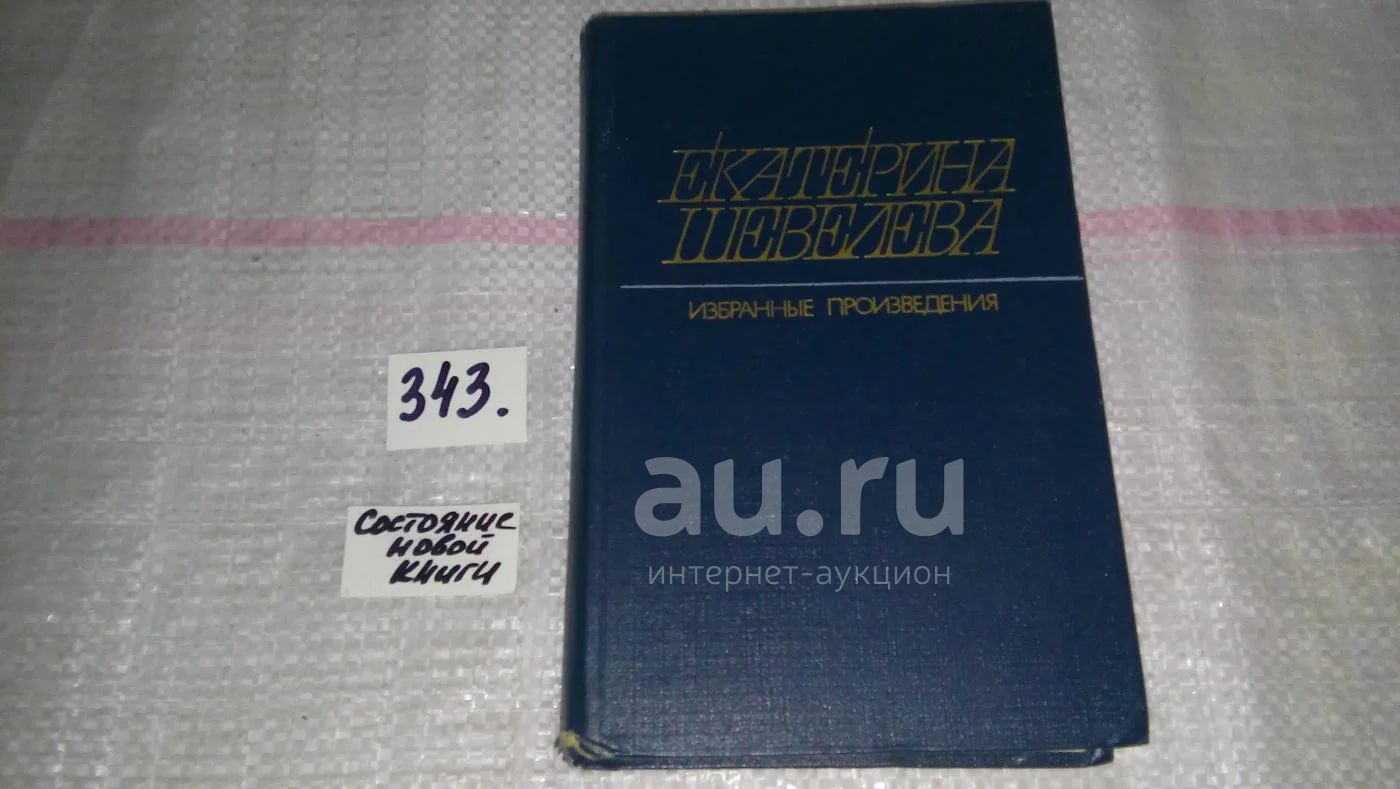 ЕКАТЕРИНА
ШЕВЕЛЕВА
ИЗБРАННЫЕ ПРОИЗВЕДЕНИЯ
343.
Состояние
новой
книги
au.ru
интернет-аукцион